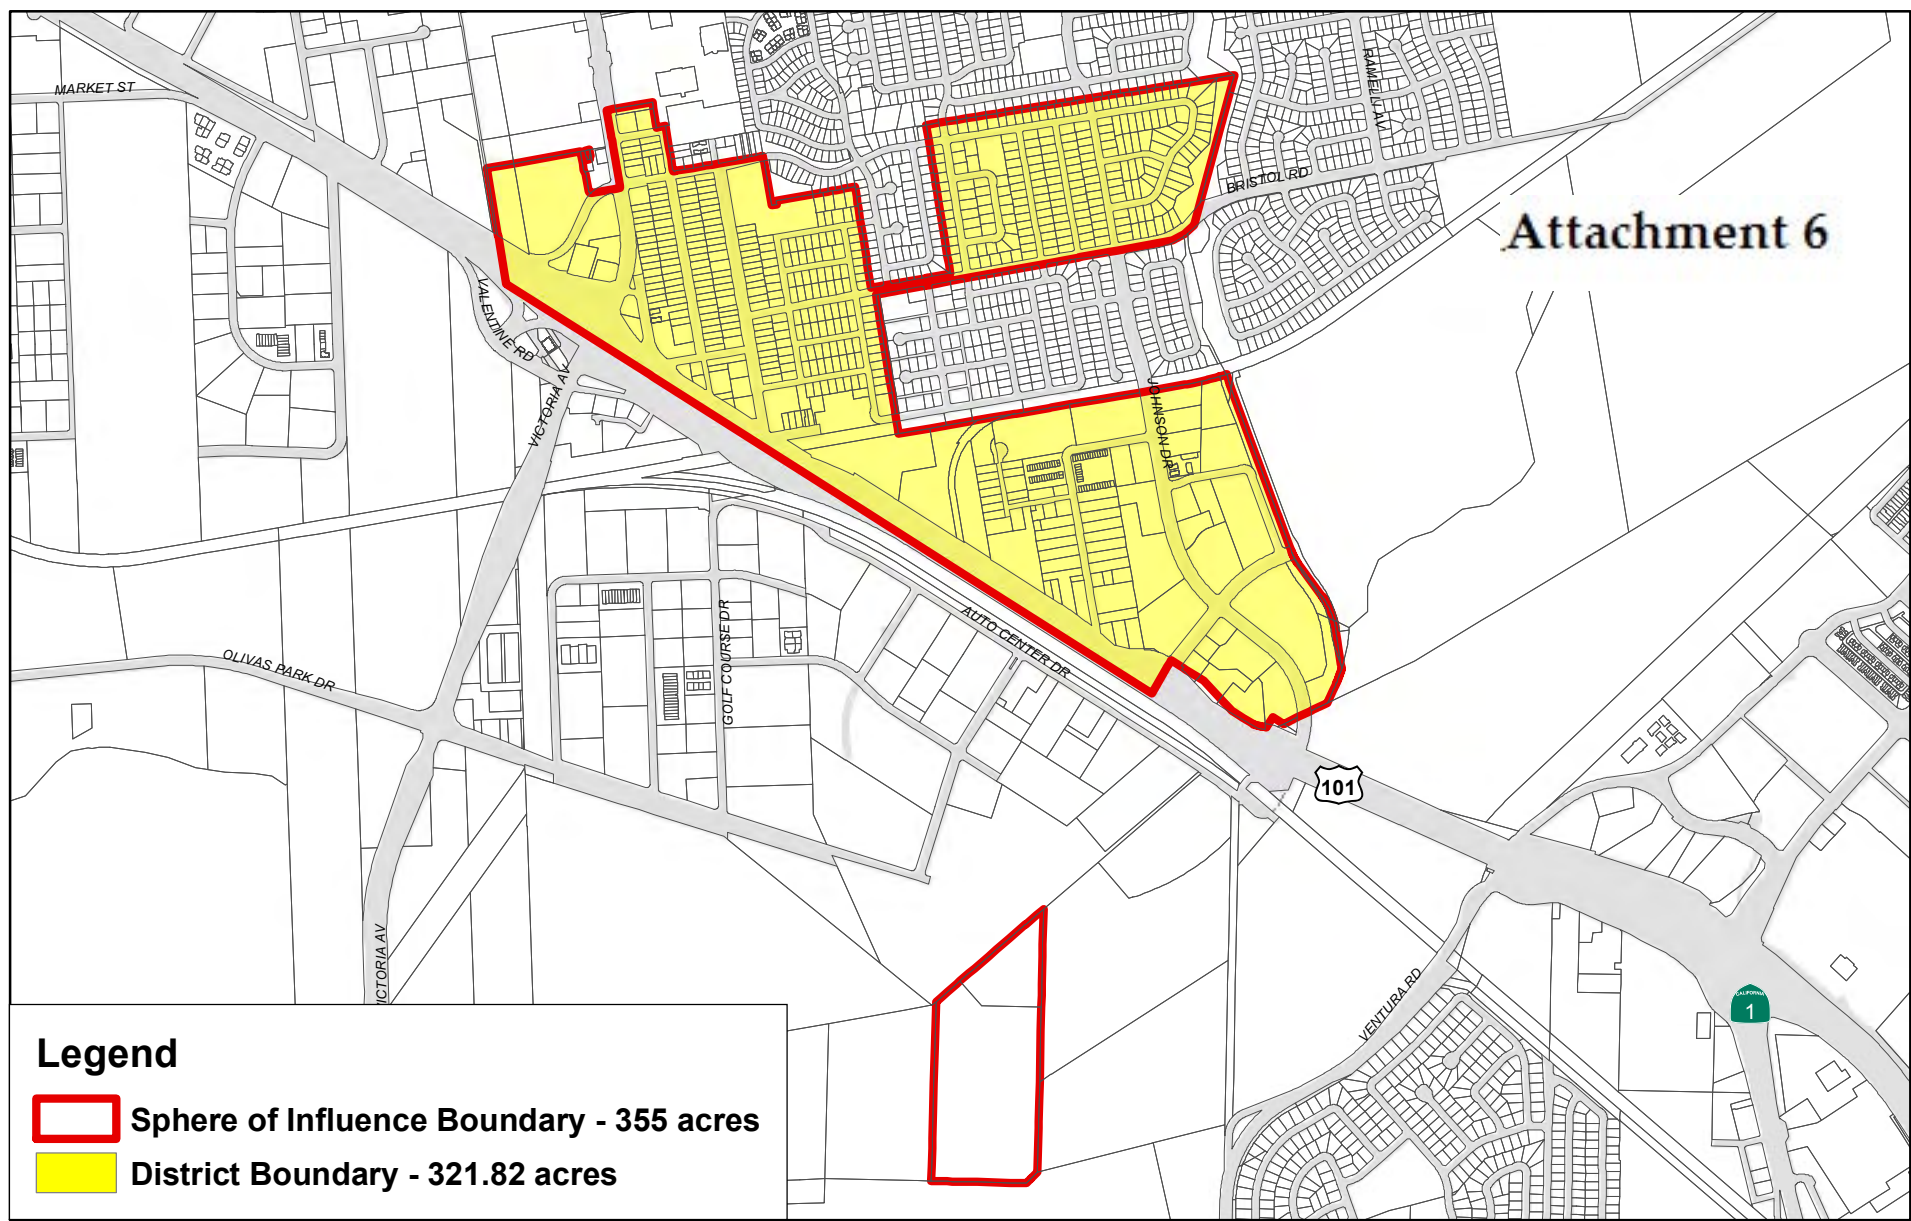 MARKET ST
RAMELLI AV
BRISTOL RD
Attachment 6
VALENTINE RD
VICTORIA AV
JOHNSON DR
AUTO CENTER DR
GOLF COURSE DR
OLIVAS PARK DR
101
VICTORIA AV
VENTURA RD
CALIFORNIA
1
Legend
Sphere of Influence Boundary - 355 acres
District Boundary - 321.82 acres